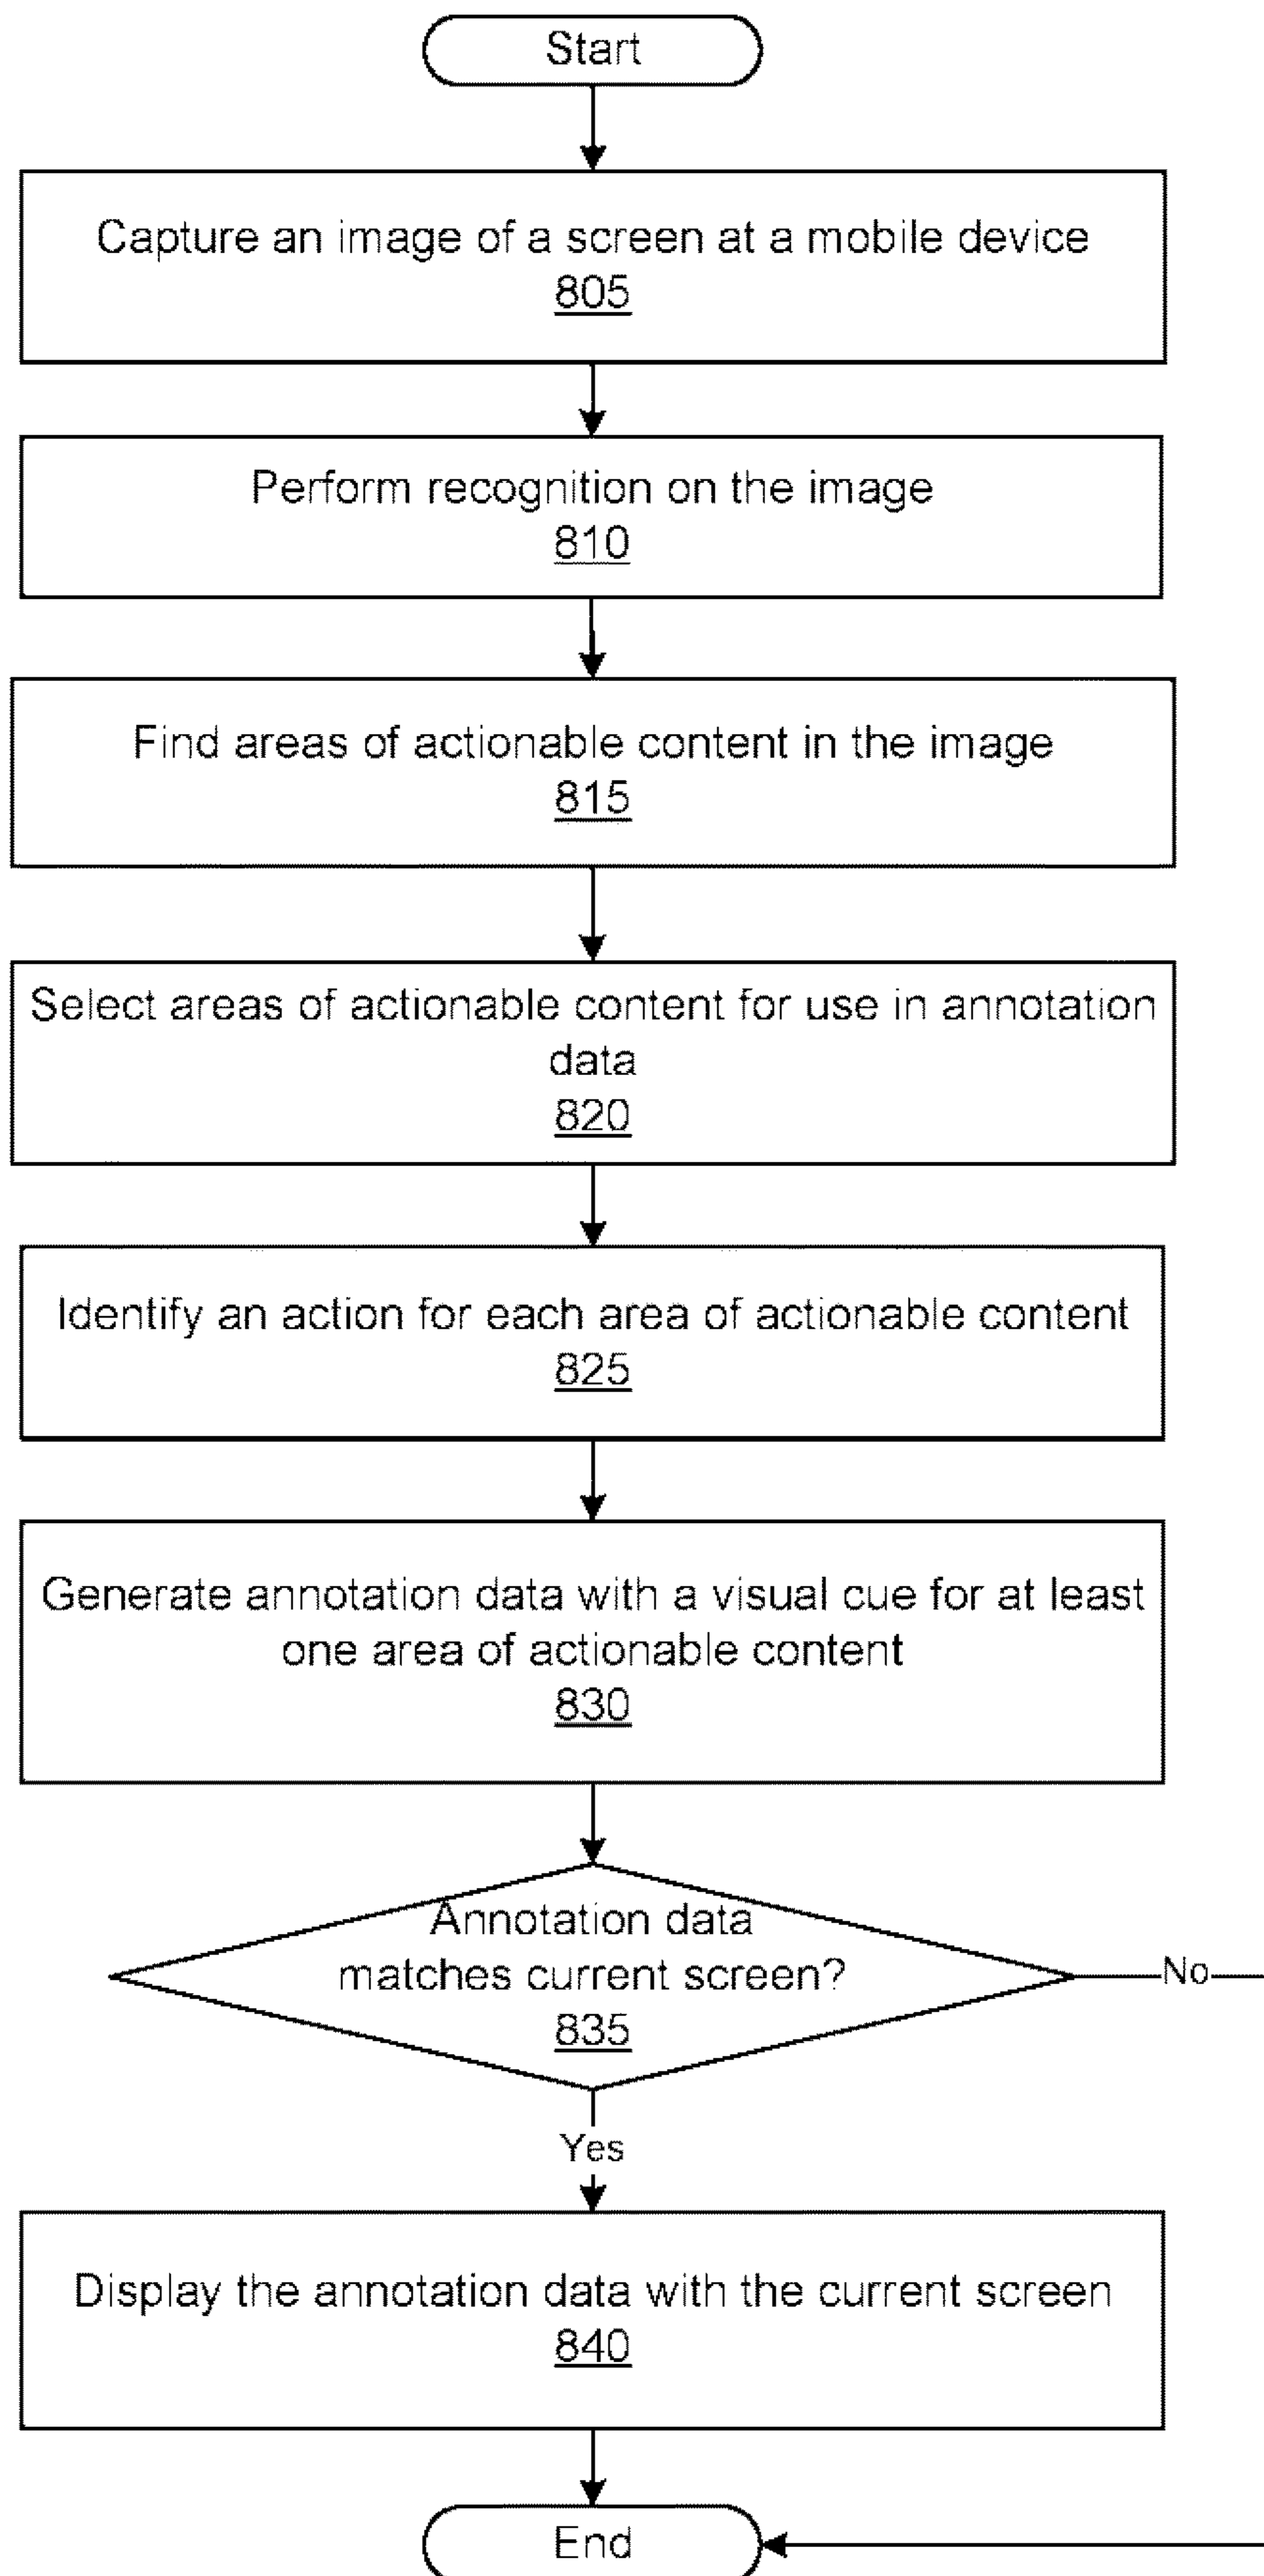 Start
Capture an image of a screen at a mobile device
805
Perform recognition on the image
810
Find areas of actionable content in the image
815
Select areas of actionable content for use in annotation
data
820
Identify an action for each area of actionable content
825
Generate annotation data with a visual cue for at least
one area of actionable content
830
Annotation data
matches current screen?
835
No
Yes
Display the annotation data with the current screen
840
End